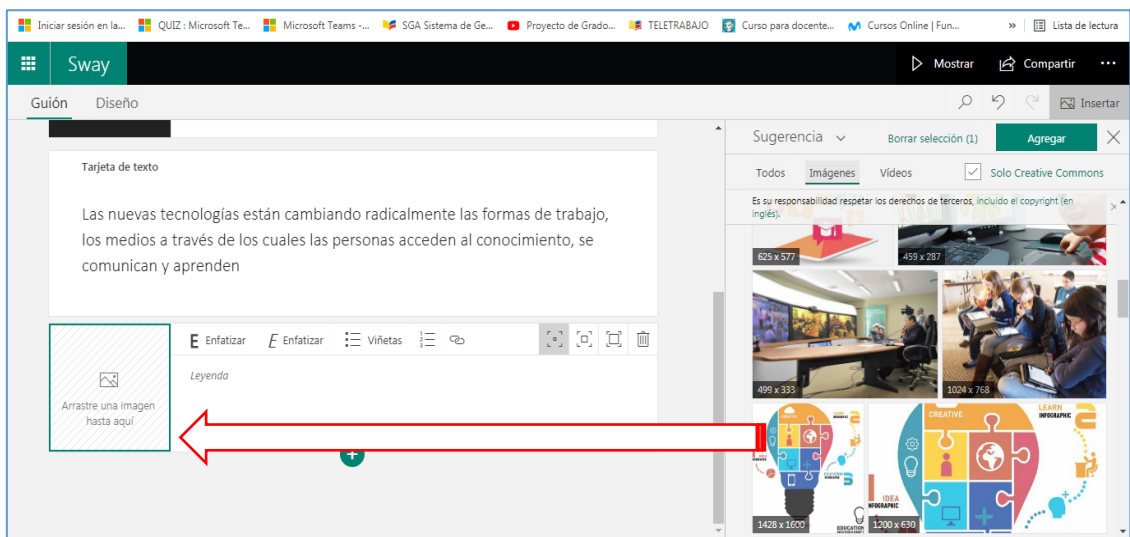 Iniciar sesión en la...
QUIZ : Microsoft Te...
Microsoft Teams -...
SGA Sistema de Ge...
Proyecto de Grado...
TELETRABAJO
Curso para docente...
Cursos Online | Fun...
»
Lista de lectura
Sway
Mostrar
Compartir
...
Guión
Diseño
Insertar
Tarjeta de texto
Las nuevas tecnologías están cambiando radicalmente las formas de trabajo,
los medios a través de los cuales las personas acceden al conocimiento, se
comunican y aprenden
E Enfatizar
E Enfatizar
Viñetas
Leyenda
Arrastre una imagen
hasta aquí
Sugerencia
Borrar selección (1)
Agregar
Todos
Imágenes
Vídeos
Solo Creative Commons
Es su responsabilidad respetar los derechos de terceros, incluido el copyright (en
inglés).
625 x 577
459 x 287
499 x 333
1024 x 768
CREATIVE
LEARN
INFOGRAPHIC
IDEA
INFOGRAPHIC
EDUCATION
1428 x 1600
1200 x 630